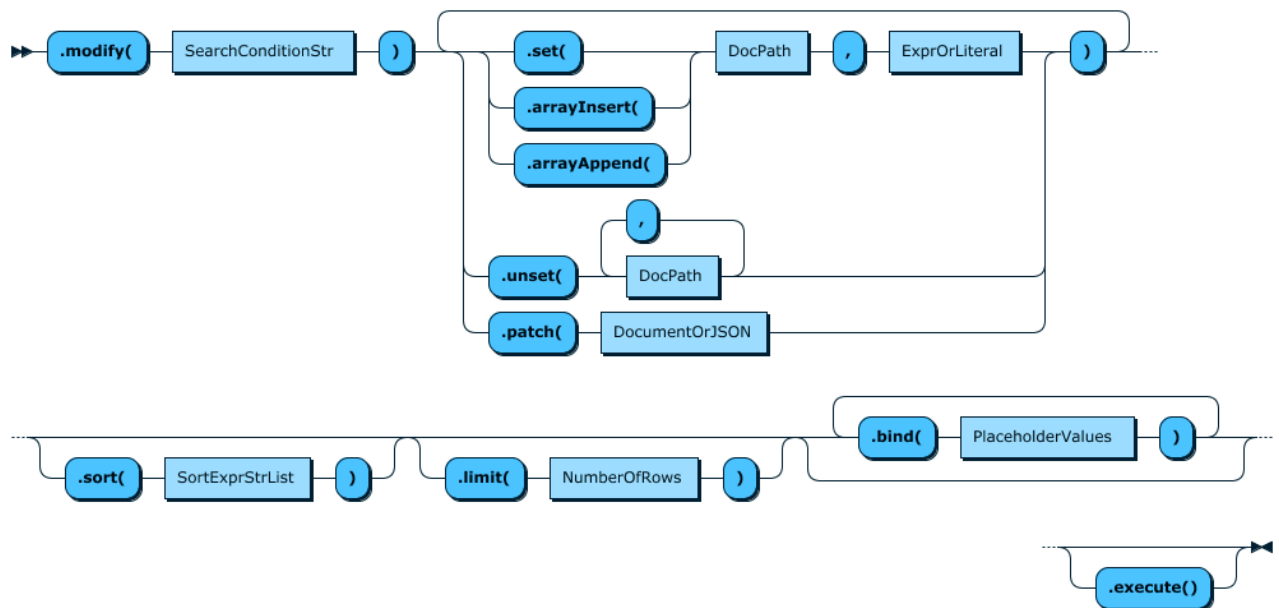 .modify( SearchConditionStr ) .set( DocPath , ExprOrLiteral )
.arrayInsert(
.arrayAppend(
,
.unset( DocPath
.patch( DocumentOrJSON
.bind( PlaceholderValues )
.sort( SortExprStrList ) .limit( NumberOfRows )
.execute()